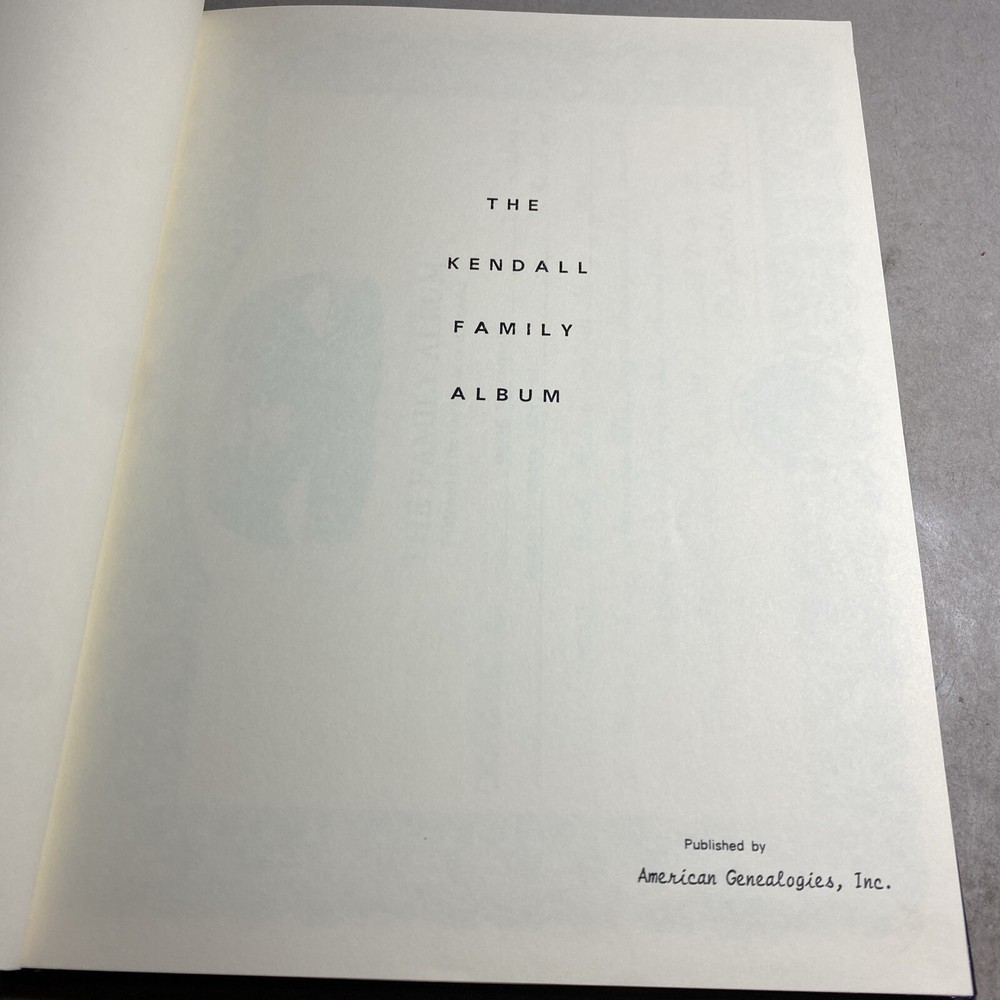 THE
KENDALL
FAMILY
ALBUM
Published by
American Genealogies, Inc.